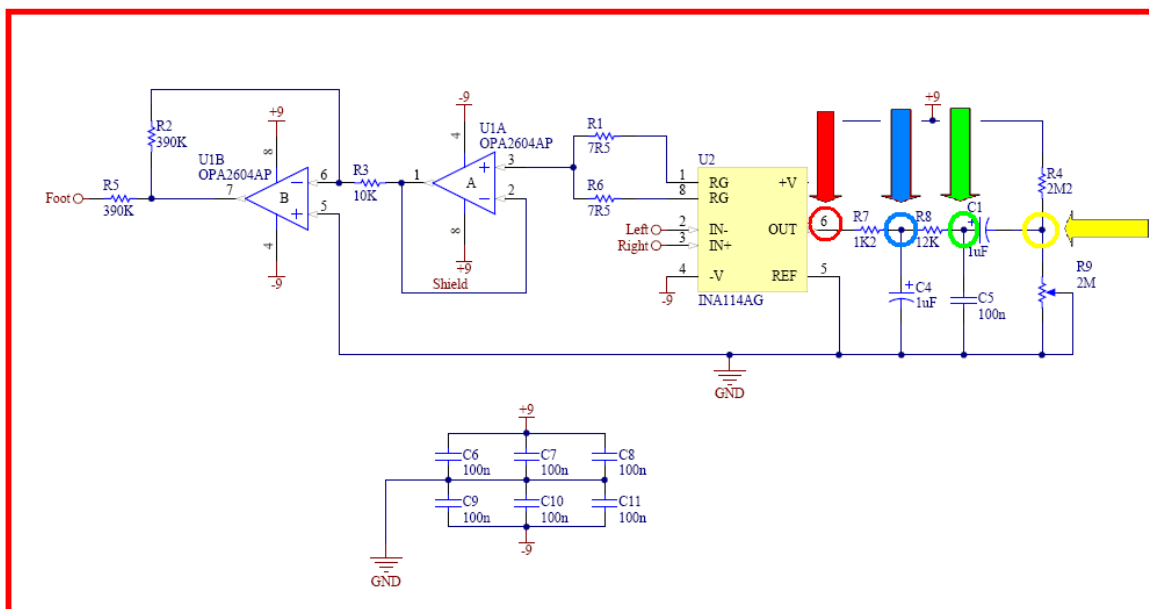 -9
+9
R2
390K
+9
8
U1B
OPA2604AP
7
B
6
5
4
-9
R5
390K
Foot
R3
10K
4
U1A
OPA2604AP
1
A
3
2
8
+9
Shield
R1
7R5
R6
7R5
U2
1
RG
+V
8
RG
Left
2
IN-
OUT
6
Right
3
IN+
4
-V
REF
5
-9
INA114AG
R7
1K2
R8
12K
C1
1uF
R4
2M2
R9
2M
C4
1uF
C5
100n
GND
+9
C6
100n
C7
100n
C8
100n
C9
100n
C10
100n
C11
100n
-9
GND